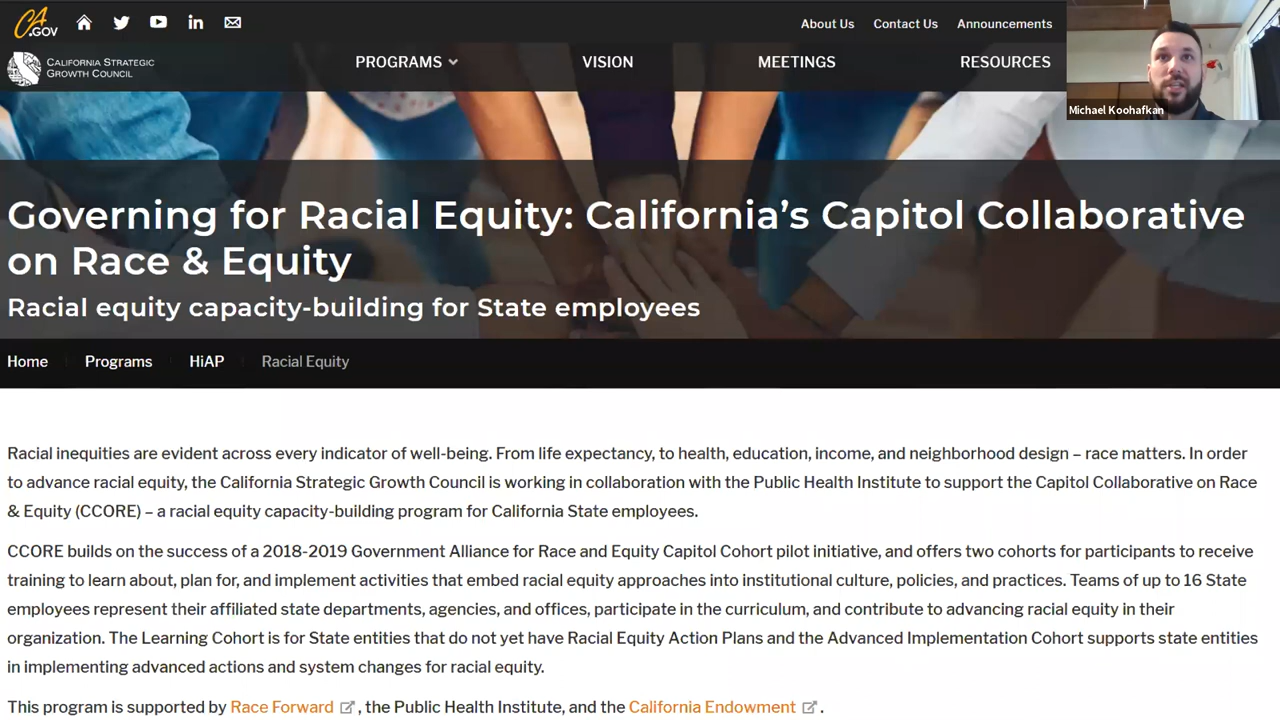 CA.GOV
About Us Contact Us Announcements
CALIFORNIA STRATEGIC
GROWTH COUNCIL
PROGRAMS VISION MEETINGS RESOURCES
Michael Koohafkan
Governing for Racial Equity: California’s Capitol Collaborative
on Race & Equity
Racial equity capacity-building for State employees
Home Programs HiAP Racial Equity
Racial inequities are evident across every indicator of well-being. From life expectancy, to health, education, income, and neighborhood design – race matters. In order
to advance racial equity, the California Strategic Growth Council is working in collaboration with the Public Health Institute to support the Capitol Collaborative on Race
& Equity (CCORE) – a racial equity capacity-building program for California State employees.
CCORE builds on the success of a 2018-2019 Government Alliance for Race and Equity Capitol Cohort pilot initiative, and offers two cohorts for participants to receive
training to learn about, plan for, and implement activities that embed racial equity approaches into institutional culture, policies, and practices. Teams of up to 16 State
employees represent their affiliated state departments, agencies, and offices, participate in the curriculum, and contribute to advancing racial equity in their
organization. The Learning Cohort is for State entities that do not yet have Racial Equity Action Plans and the Advanced Implementation Cohort supports state entities
in implementing advanced actions and system changes for racial equity.
This program is supported by Race Forward , the Public Health Institute, and the California Endowment .